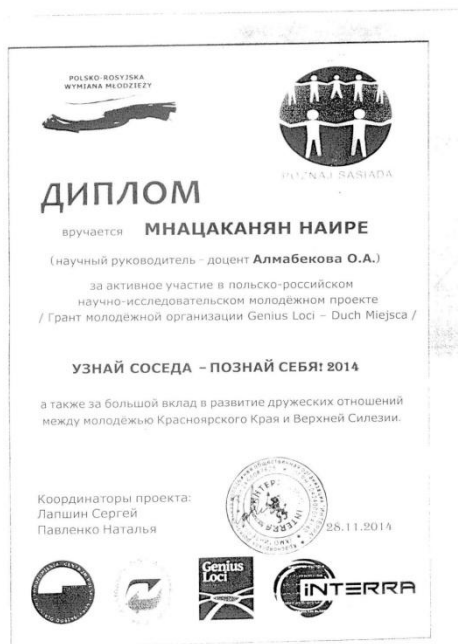 POLSKO-ROSYJSKA
WYMIANA MŁODZIEŻY
POZNAJ SĄSIADA
ДИПЛОМ
вручается МНАЦАКАНЯН НАИРЕ
(научный руководитель - доцент Алмабекова О.А.)
за активное участие в польско-российском
научно-исследовательском молодёжном проекте
/ Грант молодёжной организации Genius Loci – Duch Miejsca /
УЗНАЙ СОСЕДА – ПОЗНАЙ СЕБЯ! 2014
а также за большой вклад в развитие дружеских отношений
между молодёжью Красноярского Края и Верхней Силезии.
Координаторы проекта:
Лапшин Сергей
Павленко Наталья
28.11.2014
Genius
Loci
iNTERRA